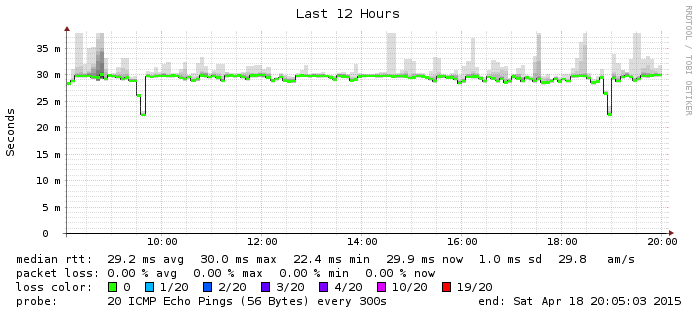 Last 12 Hours
RRDTOOL / TOBI OETIKER
Seconds
35 m
30 m
25 m
20 m
15 m
10 m
5 m
0
10:00 12:00 14:00 16:00 18:00 20:00
median rtt: 29.2 ms avg 30.0 ms max 22.4 ms min 29.9 ms now 1.0 ms sd 29.8 am/s
packet loss: 0.00 % avg 0.00 % max 0.00 % min 0.00 % now
loss color: 0 1/20 2/20 3/20 4/20 10/20 19/20
probe: 20 ICMP Echo Pings (56 Bytes) every 300s end: Sat Apr 18 20:05:03 2015